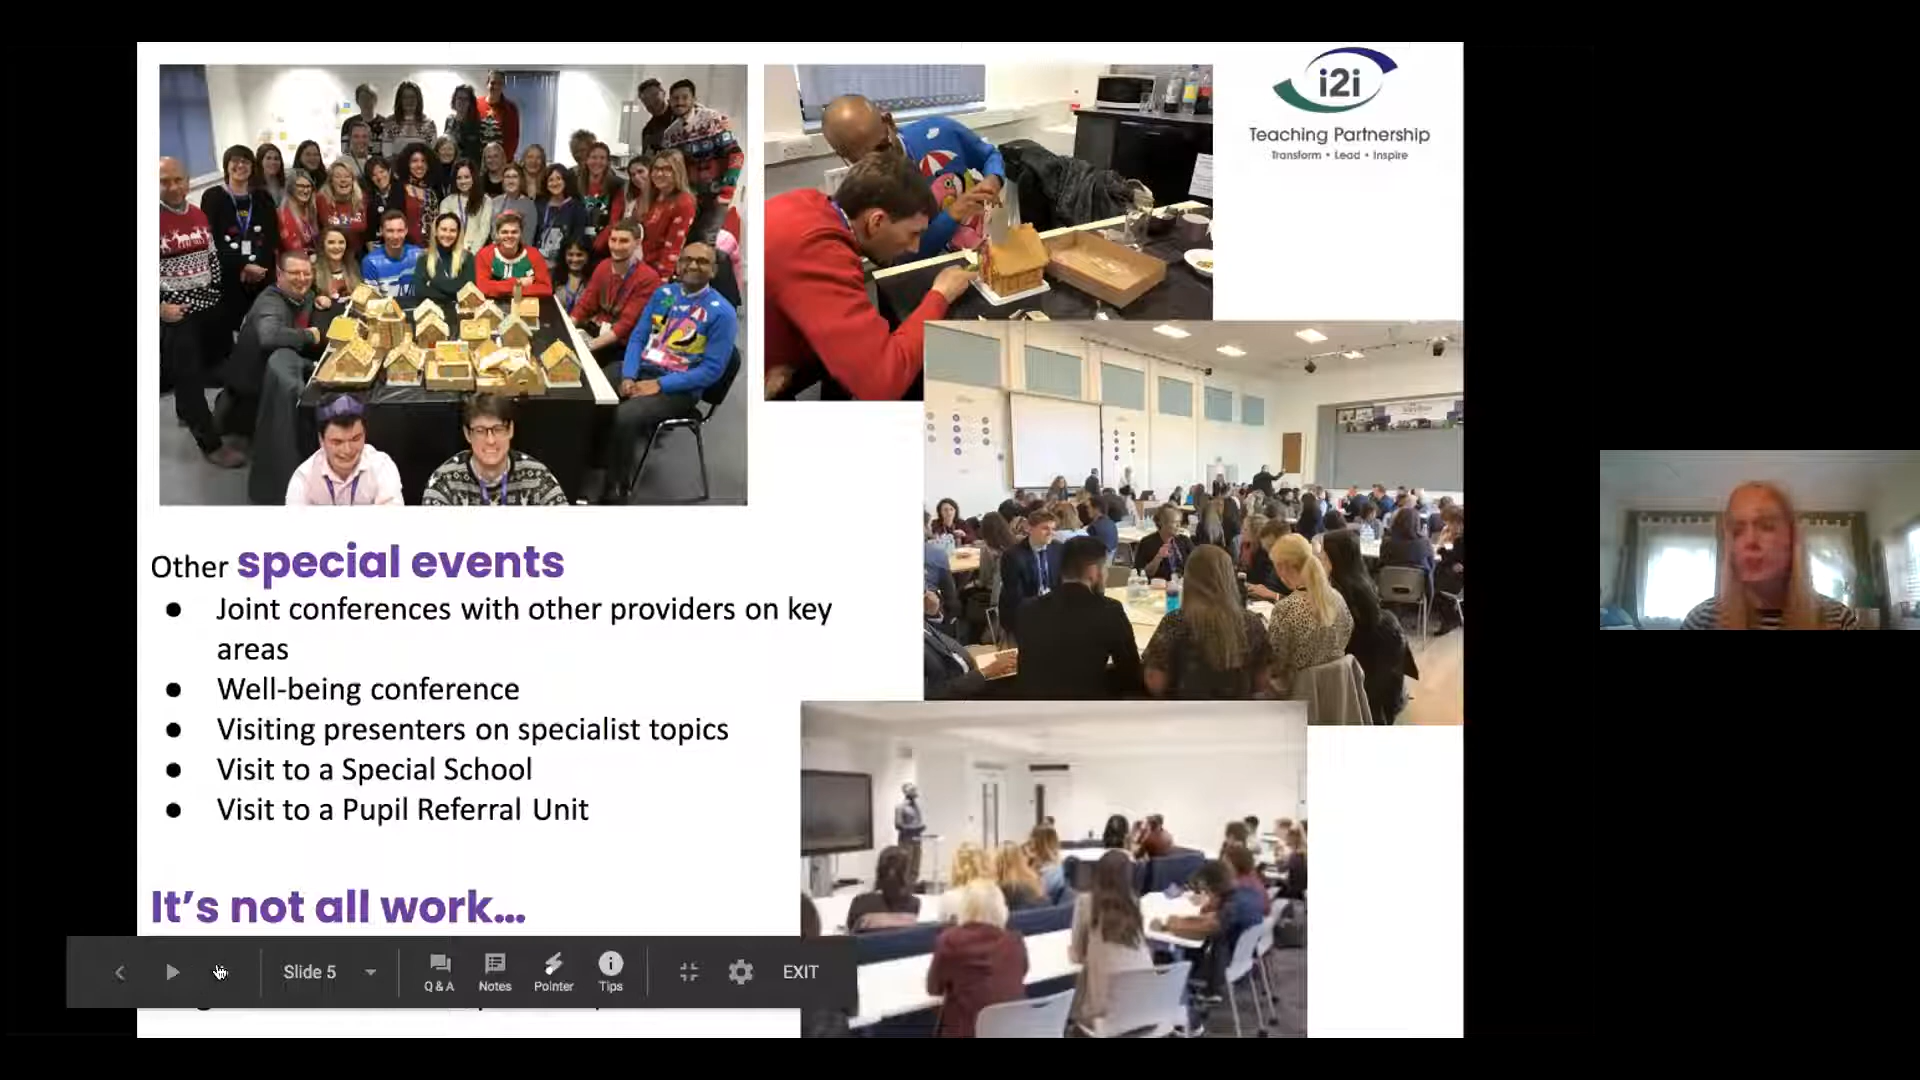 i2i
Teaching Partnership
Transform • Lead • Inspire
Other special events
● Joint conferences with other providers on key
areas
● Well-being conference
● Visiting presenters on specialist topics
● Visit to a Special School
● Visit to a Pupil Referral Unit
It’s not all work...
Slide 5
Q & A
Notes
Pointer
Tips
EXIT